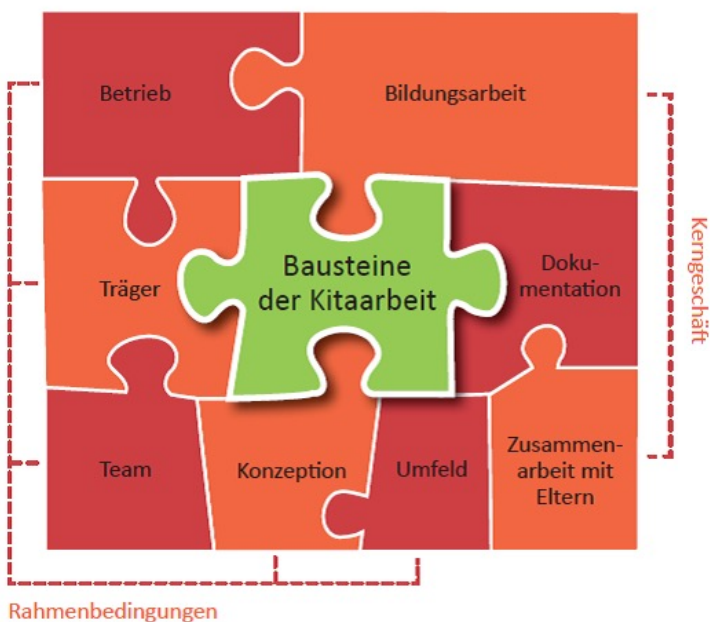 Betrieb
Bildungsarbeit
Bausteine
der Kitaarbeit
Träger
Doku-
mentation
Kerngeschäft
Team
Konzeption
Umfeld
Zusammen-
arbeit mit
Eltern
Rahmenbedingungen